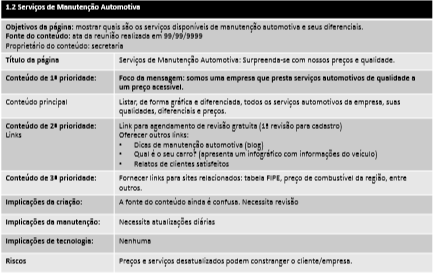 1.2 Serviços de Manutenção Automotiva
Objetivos da página: mostrar quais são os serviços disponíveis de manutenção automotiva e seus diferenciais.
Fonte do conteúdo: ata da reunião realizada em 99/99/9999
Proprietário do conteúdo: secretaria
Título da página
Serviços de Manutenção Automotiva: Surpreenda-se com nossos preços e qualidade.
Conteúdo de 1ª prioridade:
Foco da mensagem: somos uma empresa que presta serviços automotivos de qualidade a
um preço acessível.
Conteúdo principal
Listar, de forma gráfica e diferenciada, todos os serviços automotivos da empresa, suas
qualidades, diferenciais e preços.
Conteúdo de 2ª prioridade:
Links
Link para agendamento de revisão gratuita (1ª revisão para cadastro)
Oferecer outros links:
• Dicas de manutenção automotiva (blog)
• Qual é o seu carro? (apresenta um infográfico com informações do veículo)
• Relatos de clientes satisfeitos
Conteúdo de 3ª prioridade:
Fornecer links para sites relacionados: tabela FIPE, preço de combustível da região, entre
outros.
Implicações da criação:
A fonte do conteúdo ainda é confusa. Necessita revisão
Implicações da manutenção:
Necessita atualizações diárias
Implicações de tecnologia:
Nenhuma
Riscos
Preços e serviços desatualizados podem constranger o cliente/empresa.